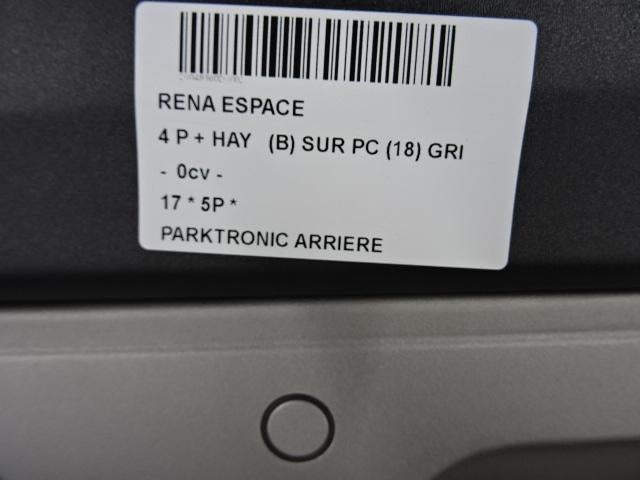 RENA ESPACE
4 P + HAY (B) SUR PC (18) GRI
- 0cv -
17 * 5P *
PARKTRONIC ARRIERE